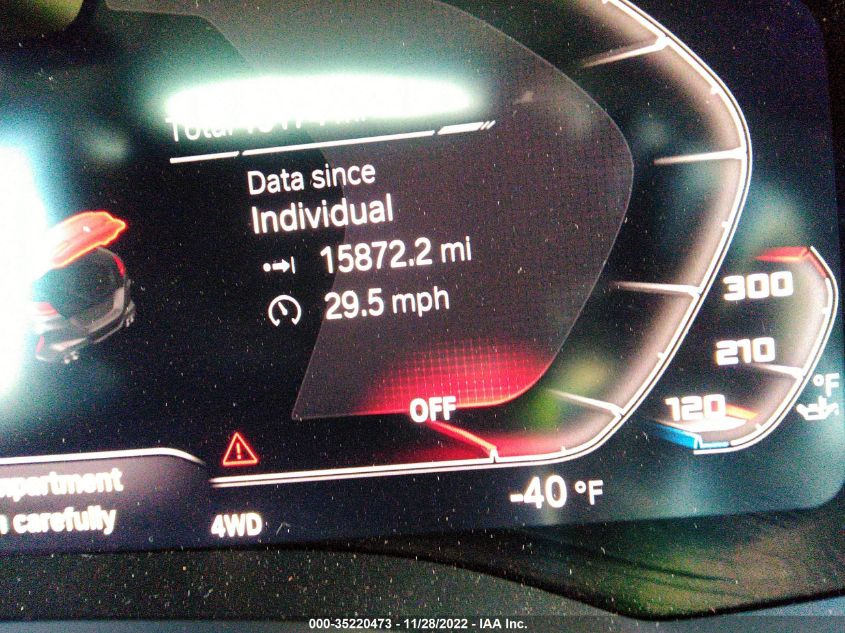 Total
Data since
Individual
15872.2 mi
29.5 mph
300
210
120
°F
OFF
-40 °F
carefully
4WD
000-35220473 - 11/28/2022 - IAA Inc.